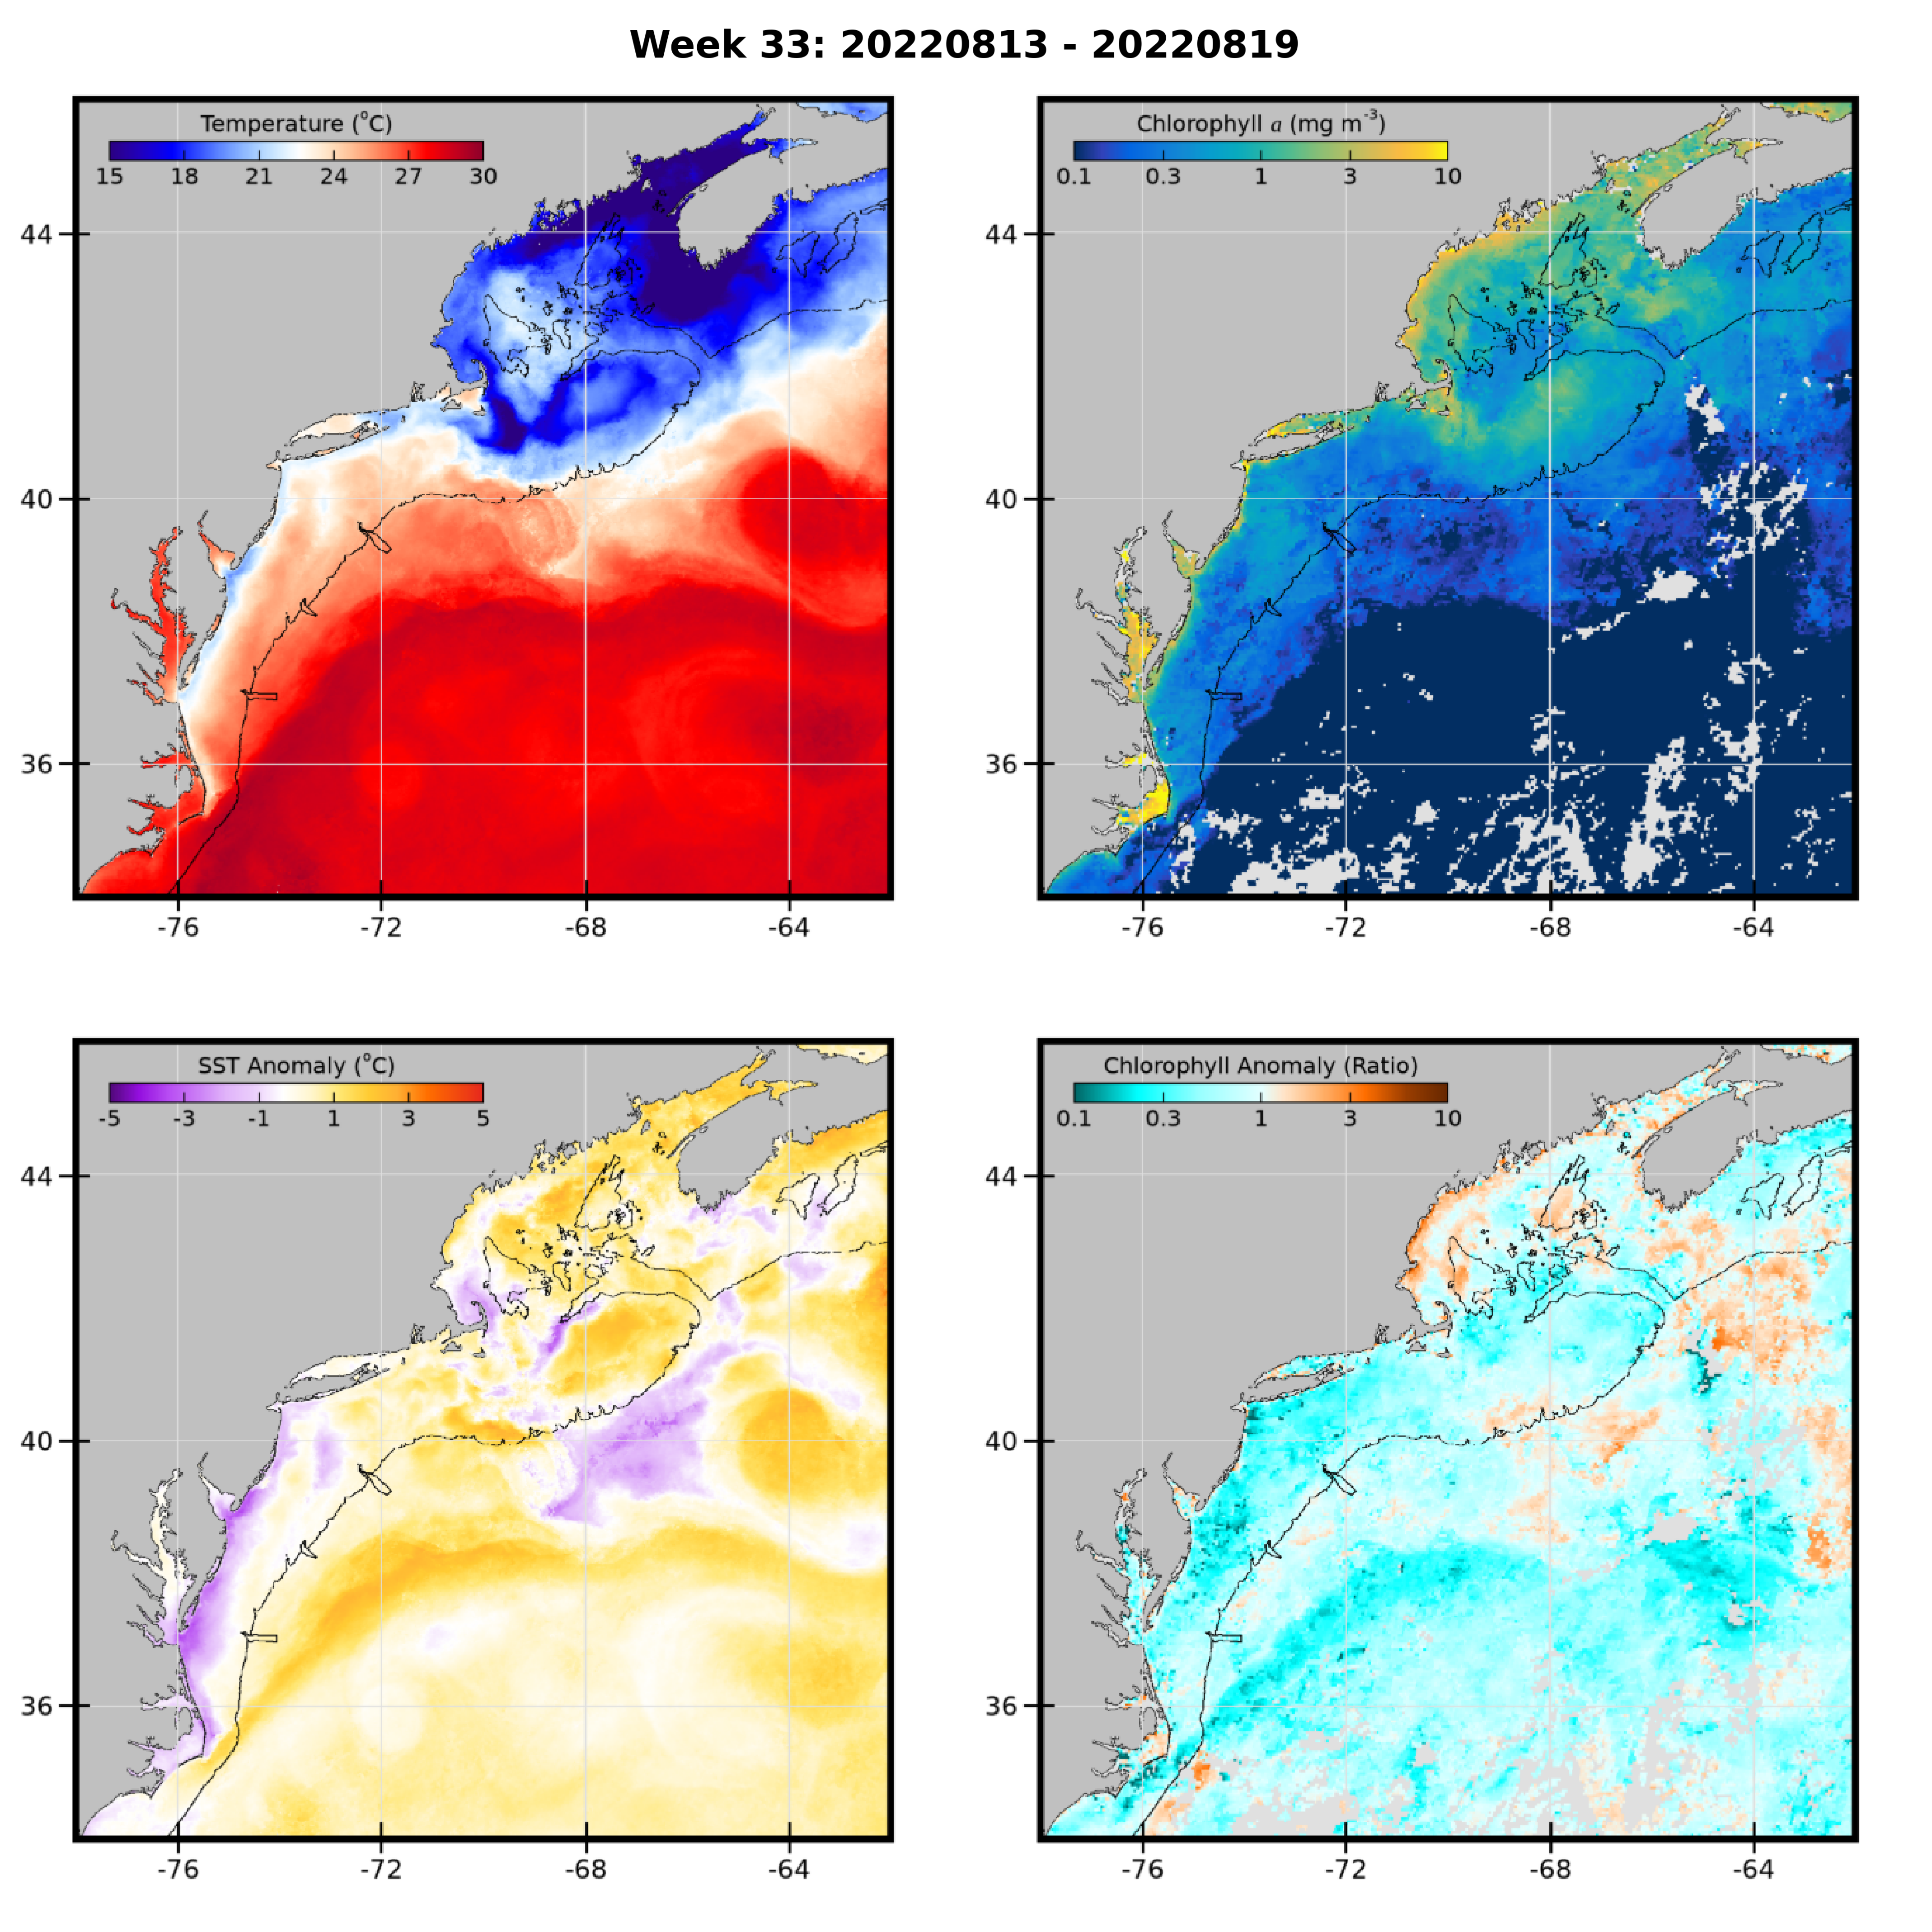 Week 33: 20220813 - 20220819
Temperature (°C)
15 18 21 24 27 30
44
40
36
-76 -72 -68 -64
Chlorophyll a (mg m⁻³)
0.1 0.3 1 3 10
44
40
36
-76 -72 -68 -64
SST Anomaly (°C)
-5 -3 -1 1 3 5
44
40
36
-76 -72 -68 -64
Chlorophyll Anomaly (Ratio)
0.1 0.3 1 3 10
44
40
36
-76 -72 -68 -64